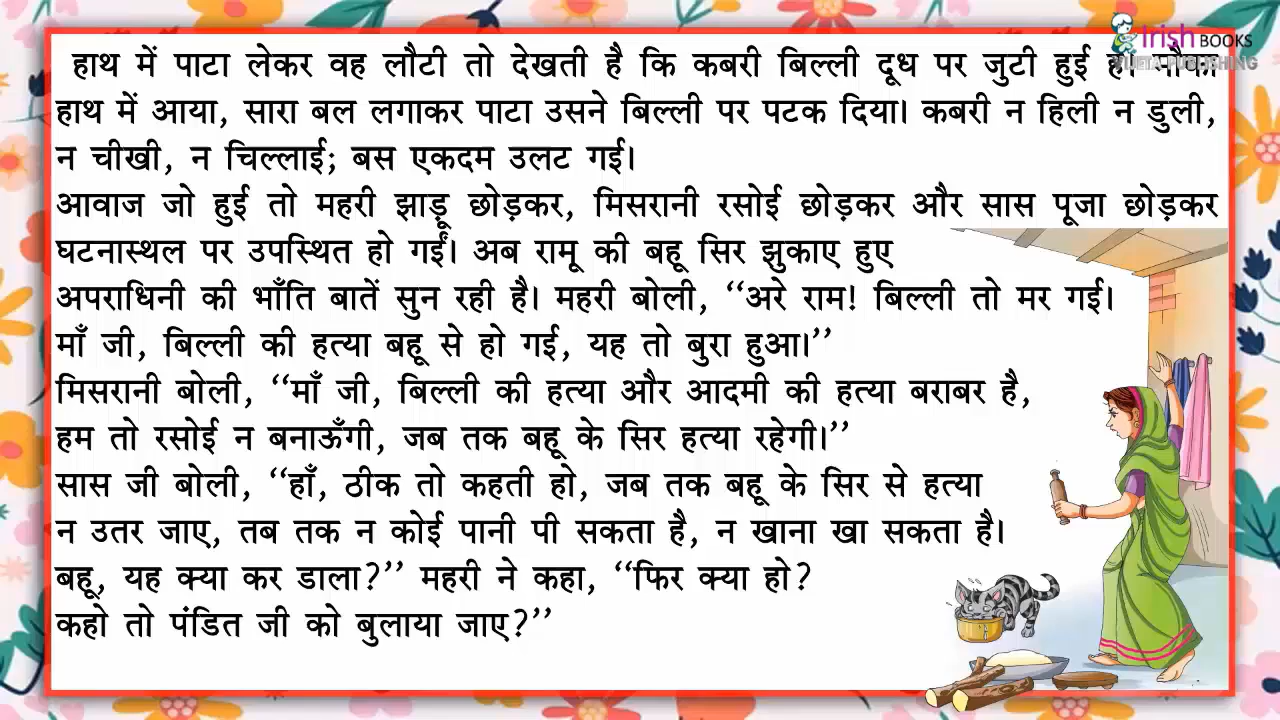 Irish BOOKS
VIJETA PUBLISHING
हाथ में पाटा लेकर वह लौटी तो देखती है कि कबरी बिल्ली दूध पर जुटी हुई है। मौका
हाथ में आया, सारा बल लगाकर पाटा उसने बिल्ली पर पटक दिया। कबरी न हिली न डुली,
न चीखी, न चिल्लाई; बस एकदम उलट गई।
आवाज जो हुई तो महरी झाड़ू छोड़कर, मिसरानी रसोई छोड़कर और सास पूजा छोड़कर
घटनास्थल पर उपस्थित हो गईं। अब रामू की बहू सिर झुकाए हुए
अपराधिनी की भाँति बातें सुन रही है। महरी बोली, ‘‘अरे राम! बिल्ली तो मर गई।
माँ जी, बिल्ली की हत्या बहू से हो गई, यह तो बुरा हुआ।’’
मिसरानी बोली, ‘‘माँ जी, बिल्ली की हत्या और आदमी की हत्या बराबर है,
हम तो रसोई न बनाऊँगी, जब तक बहू के सिर हत्या रहेगी।’’
सास जी बोली, ‘‘हाँ, ठीक तो कहती हो, जब तक बहू के सिर से हत्या
न उतर जाए, तब तक न कोई पानी पी सकता है, न खाना खा सकता है।
बहू, यह क्या कर डाला?’’ महरी ने कहा, ‘‘फिर क्या हो?
कहो तो पंडित जी को बुलाया जाए?’’